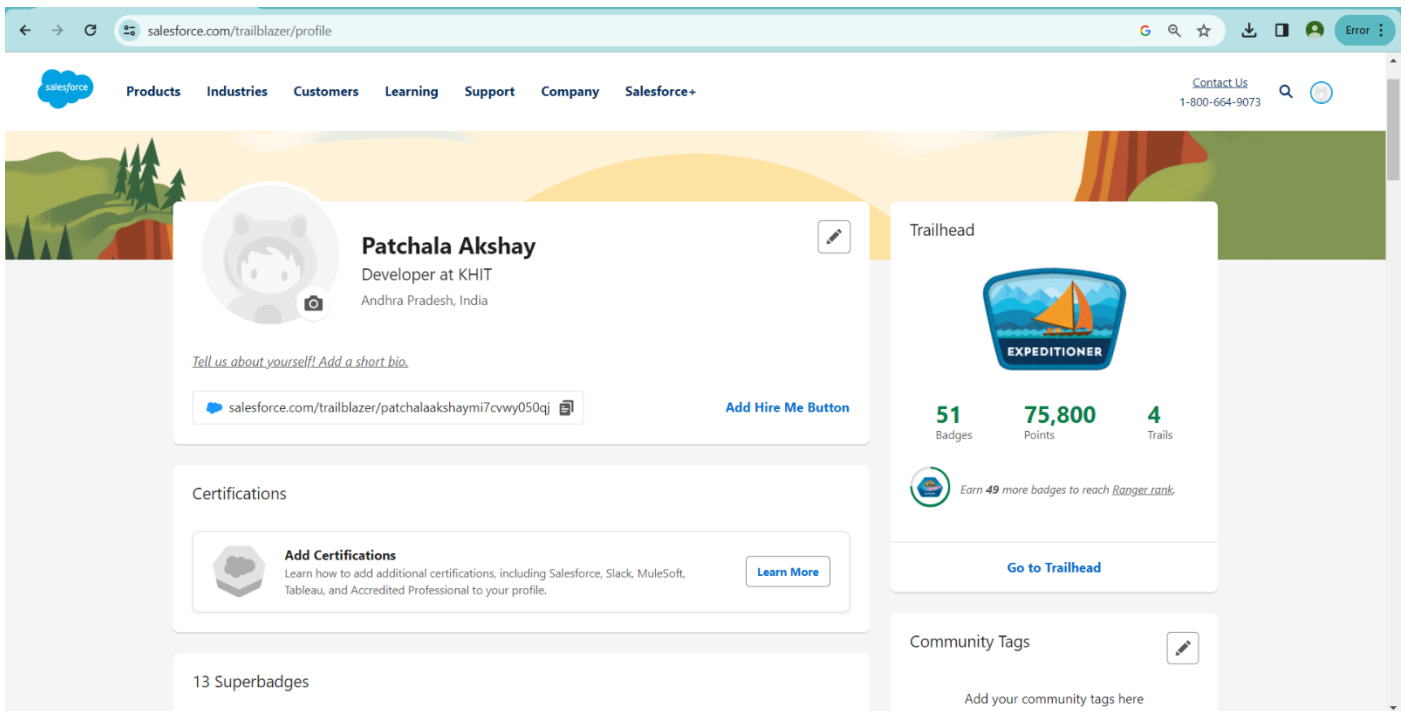 salesforce.com/trailblazer/profile
Error
salesforce
Products Industries Customers Learning Support Company Salesforce+
Contact Us
1-800-664-9073
Patchala Akshay
Developer at KHIT
Andhra Pradesh, India
Tell us about yourself! Add a short bio.
salesforce.com/trailblazer/patchalaakshaymi7cvwy050qj
Add Hire Me Button
Certifications
Add Certifications
Learn how to add additional certifications, including Salesforce, Slack, MuleSoft,
Tableau, and Accredited Professional to your profile.
Learn More
13 Superbadges
Trailhead
EXPEDITIONER
51 75,800 4
Badges Points Trails
Earn 49 more badges to reach Ranger rank.
Go to Trailhead
Community Tags
Add your community tags here